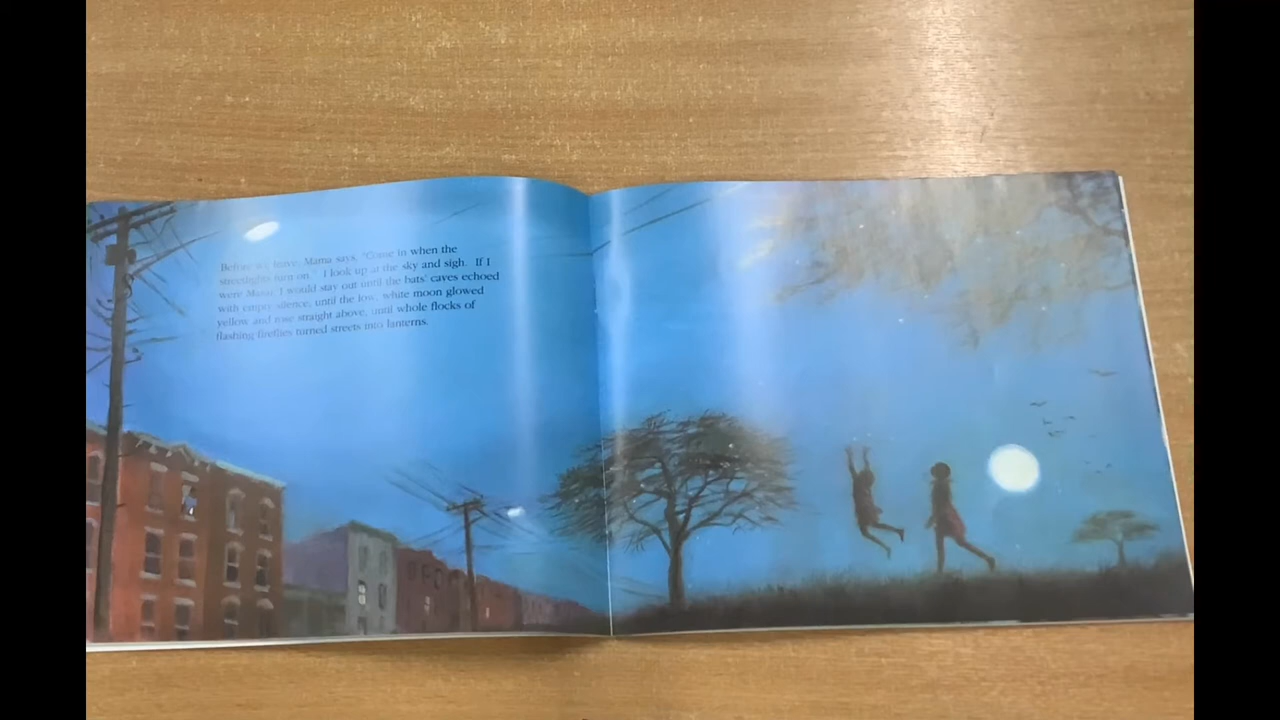 Before we leave, Mama says, "Come in when the
streetlights turn on." I look up at the sky and sigh. If I
were Masai, I would stay out until the bats' caves echoed
with empty silence, until the low, white moon glowed
yellow and rose straight above, until whole flocks of
flashing fireflies turned streets into lanterns.